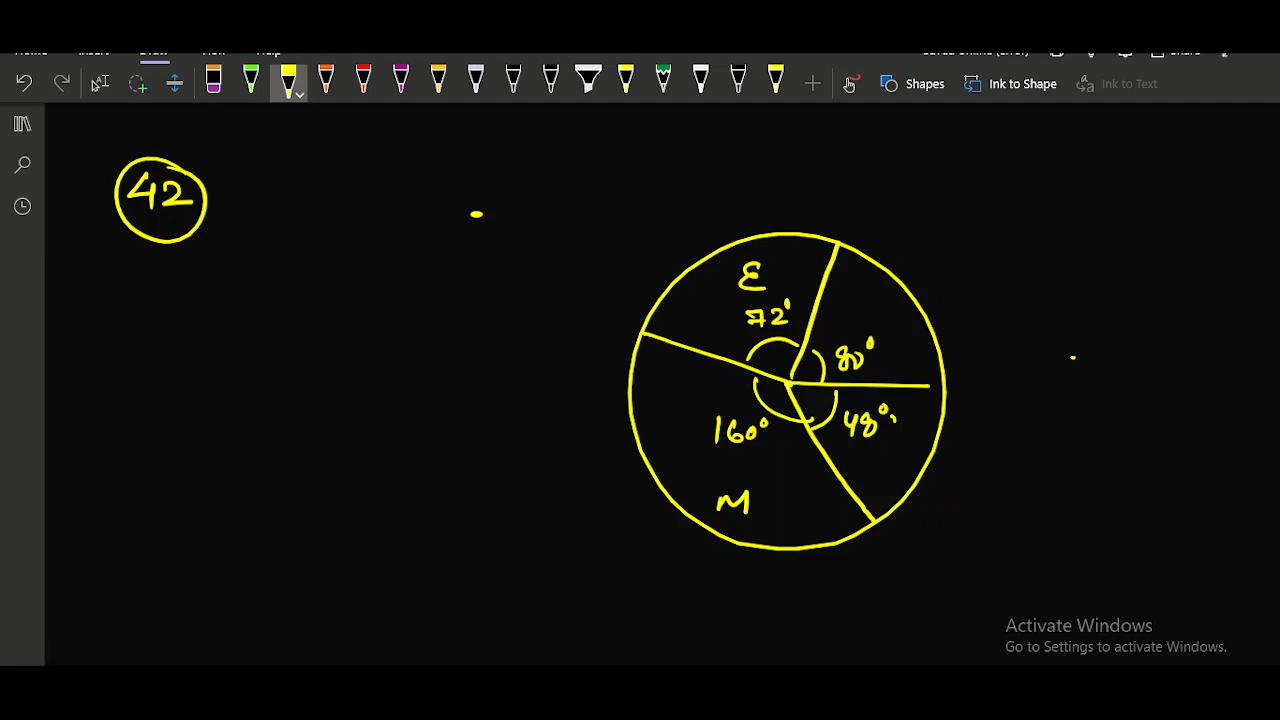 Shapes
Ink to Shape
Ink to Text
42
E
72°
80°
160°
48°
M
Activate Windows
Go to Settings to activate Windows.